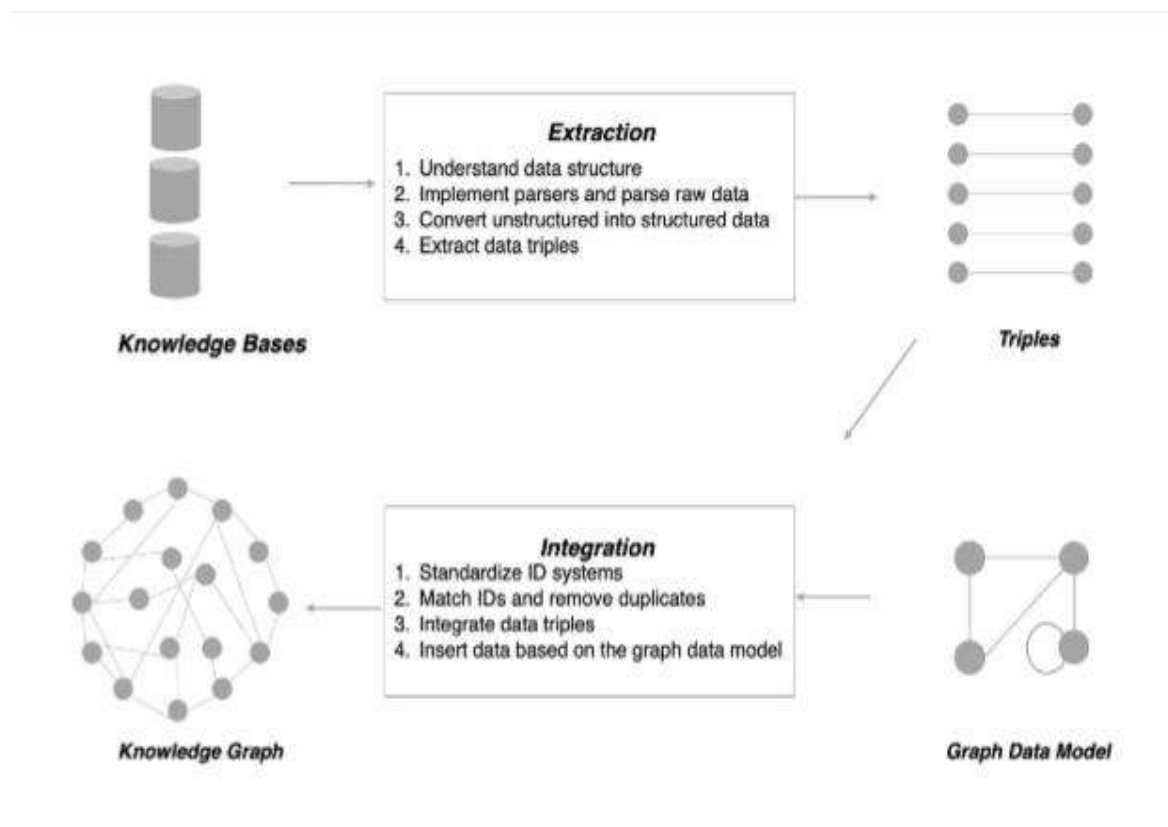 Extraction
1. Understand data structure
2. Implement parsers and parse raw data
3. Convert unstructured into structured data
4. Extract data triples
Knowledge Bases
Triples
Integration
1. Standardize ID systems
2. Match IDs and remove duplicates
3. Integrate data triples
4. Insert data based on the graph data model
Knowledge Graph
Graph Data Model